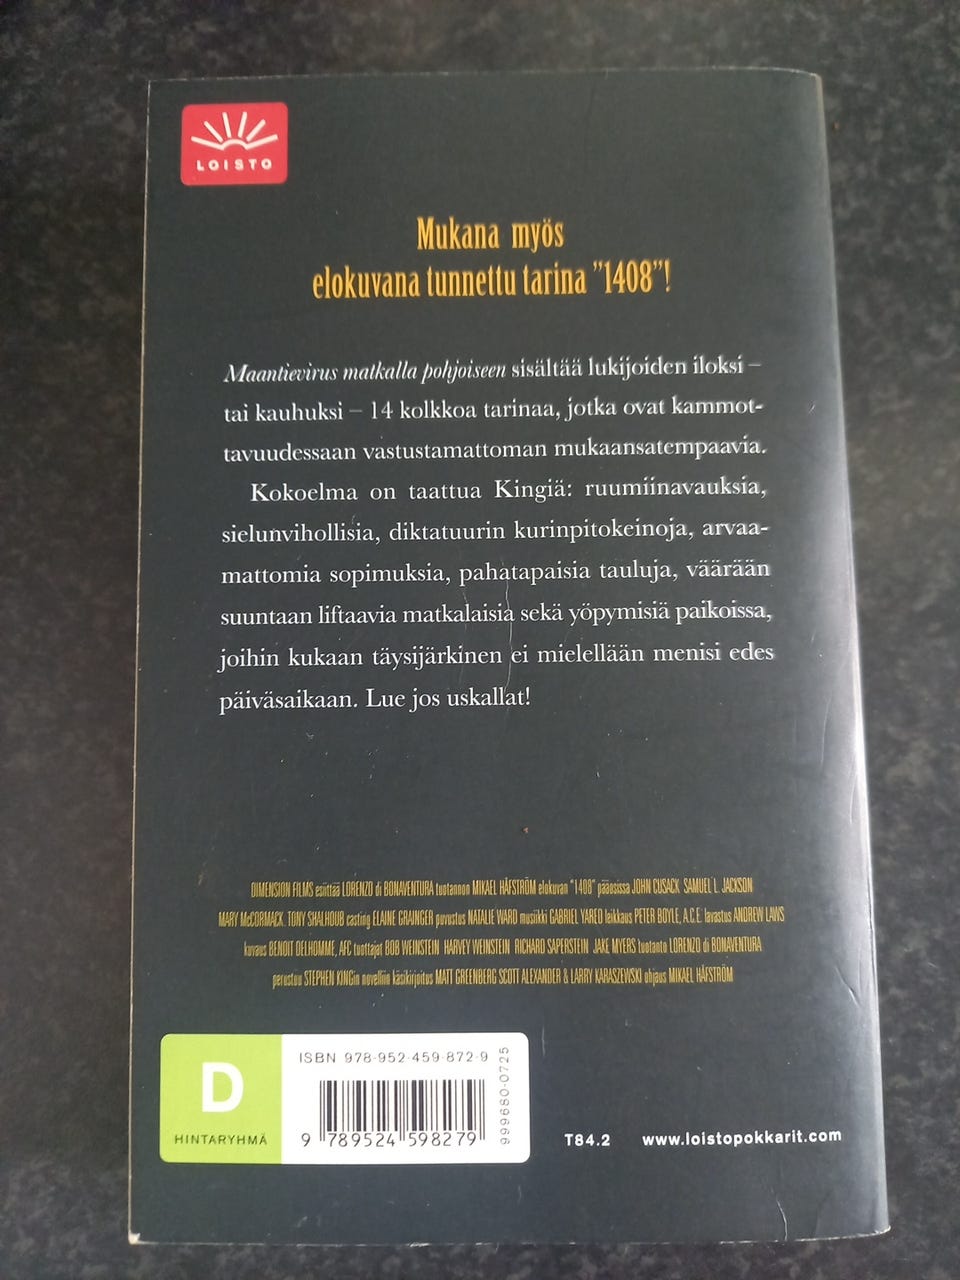 LOISTO
Mukana myös
elokuvana tunnettu tarina ”1408”!
Maantievirus matkalla pohjoiseen sisältää lukijoiden iloksi –
tai kauhuksi – 14 kolkkoa tarinaa, jotka ovat kammot-
tavuudessaan vastustamattoman mukaansatempaavia.
Kokoelma on taattua Kingiä: ruumiinavauksia,
sielunvihollisia, diktatuurin kurinpitokeinoja, arvaa-
mattomia sopimuksia, pahatapaisia tauluja, väärään
suuntaan liftaavia matkalaisia sekä yöpymisiä paikoissa,
joihin kukaan täysijärkinen ei mielellään menisi edes
päiväsaikaan. Lue jos uskallat!
DIMENSION FILMS esittää LORENZO di BONAVENTURA tuotannon MIKAEL HÅFSTRÖM elokuvan "1408" pääosissa JOHN CUSACK SAMUEL L. JACKSON
MARY McCORMACK, TONY SHALHOUB casting ELAINE GRAINGER puvustus NATALIE WARD musiikki GABRIEL YARED leikkaus PETER BOYLE, A.C.E. lavastus ANDREW LAWS
kuvaus BENOIT DELHOMME, AFC tuottajat BOB WEINSTEIN HARVEY WEINSTEIN RICHARD SAPERSTEIN JAKE MYERS tuotanto LORENZO di BONAVENTURA
perustuu STEPHEN KINGin novelliin käsikirjoitus MATT GREENBERG SCOTT ALEXANDER & LARRY KARASZEWSKI ohjaus MIKAEL HÅFSTRÖM
D
HINTARYHMÄ
ISBN 978-952-459-872-9
9 789524 598279
999680-0725
T84.2 www.loistopokkarit.com